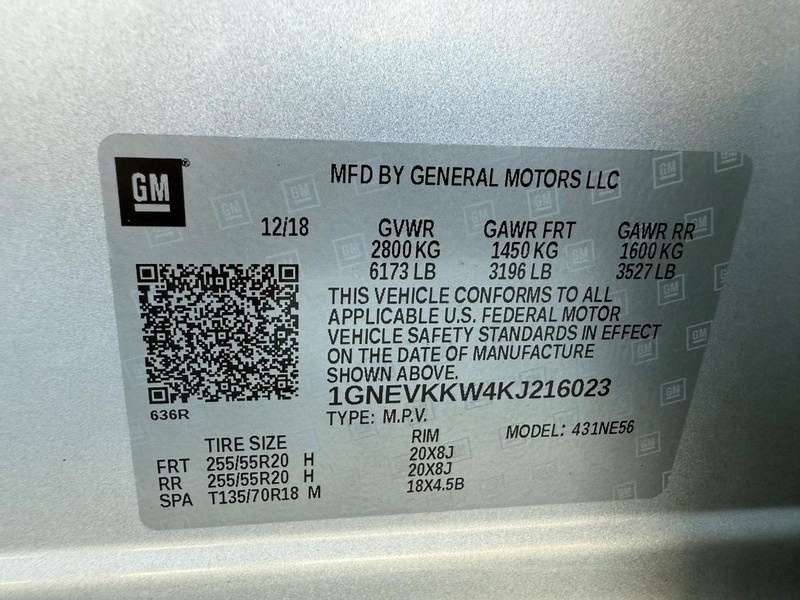 GM®
MFD BY GENERAL MOTORS LLC
12/18 GVWR GAWR FRT GAWR RR
2800 KG 1450 KG 1600 KG
6173 LB 3196 LB 3527 LB
THIS VEHICLE CONFORMS TO ALL
APPLICABLE U.S. FEDERAL MOTOR
VEHICLE SAFETY STANDARDS IN EFFECT
ON THE DATE OF MANUFACTURE
SHOWN ABOVE.
1GNEVKKW4KJ216023
636R
TYPE: M.P.V.
MODEL: 431NE56
TIRE SIZE RIM
FRT 255/55R20 H 20X8J
RR 255/55R20 H 20X8J
SPA T135/70R18 M 18X4.5B